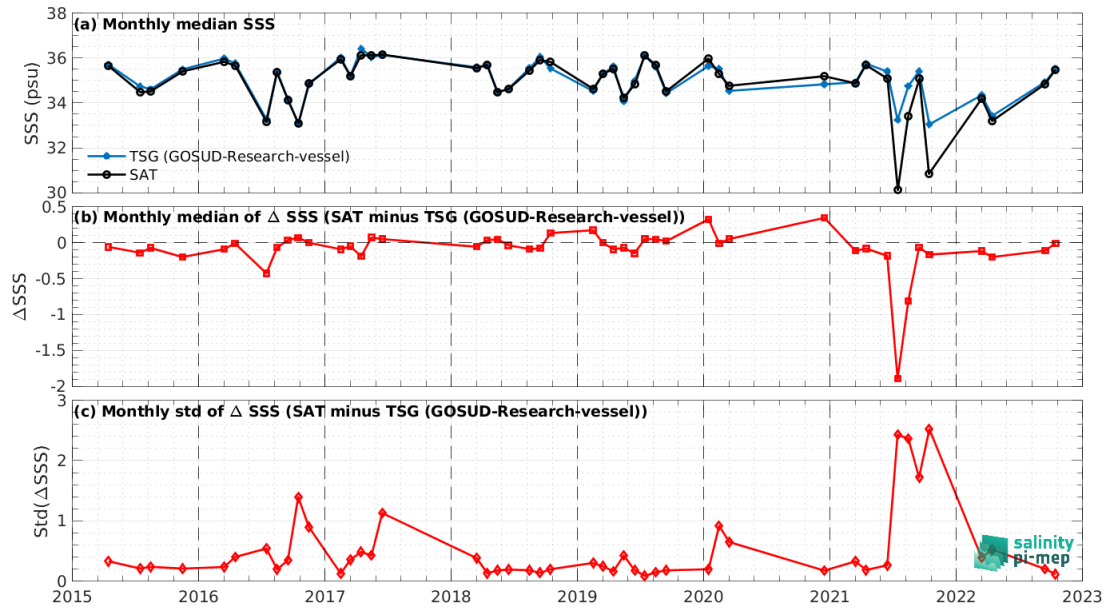 (a) Monthly median SSS
38
36
34
32
30
SSS (psu)
TSG (GOSUD-Research-vessel)
SAT
(b) Monthly median of Δ SSS (SAT minus TSG (GOSUD-Research-vessel))
0.5
0
-0.5
-1
-1.5
-2
ΔSSS
(c) Monthly std of Δ SSS (SAT minus TSG (GOSUD-Research-vessel))
3
2
1
0
Std(ΔSSS)
salinity
pi-mep
2015 2016 2017 2018 2019 2020 2021 2022 2023